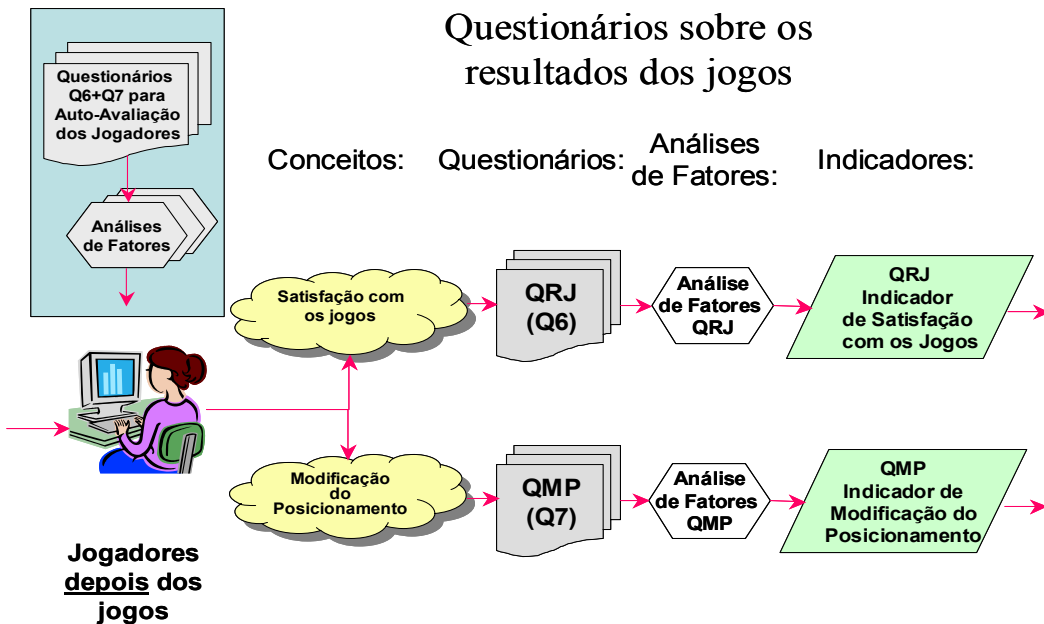 Questionários sobre os
resultados dos jogos
Questionários
Q6+Q7 para
Auto-Avaliação
dos Jogadores
Análises
de Fatores
Conceitos:
Questionários:
Análises
de Fatores:
Indicadores:
Satisfação com
os jogos
QRJ
(Q6)
Análise
de Fatores
QRJ
QRJ
Indicador
de Satisfação
com os Jogos
Modificação
do
Posicionamento
QMP
(Q7)
Análise
de Fatores
QMP
QMP
Indicador de
Modificação do
Posicionamento
Jogadores
depois dos
jogos